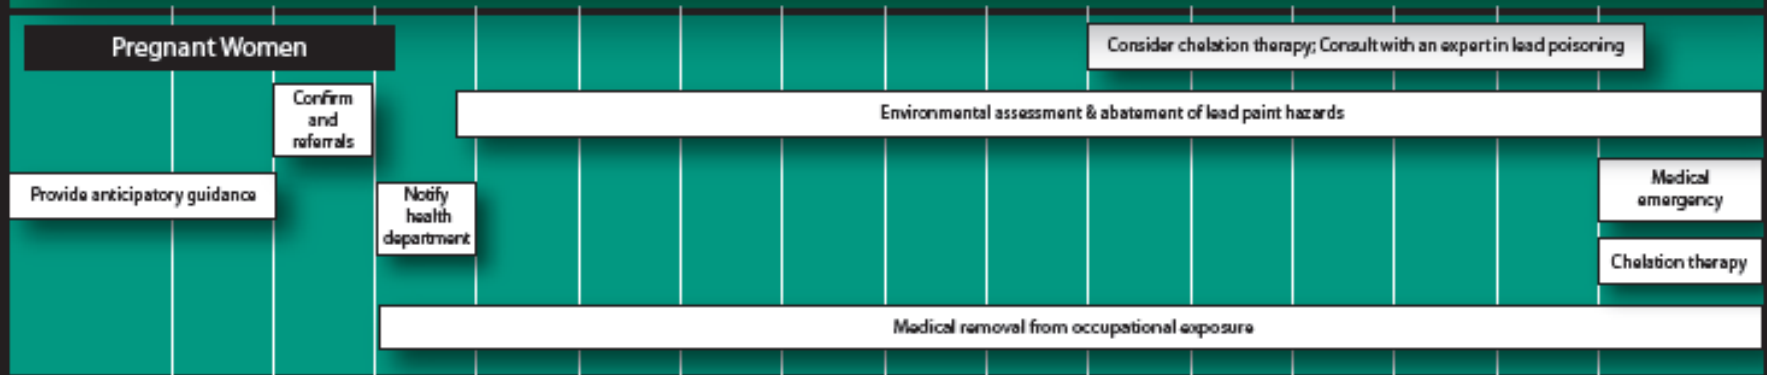 Pregnant Women
Consider chelation therapy; Consult with an expert in lead poisoning
Confirm
and
referrals
Environmental assessment & abatement of lead paint hazards
Provide anticipatory guidance
Notify
health
department
Medical
emergency
Chelation therapy
Medical removal from occupational exposure